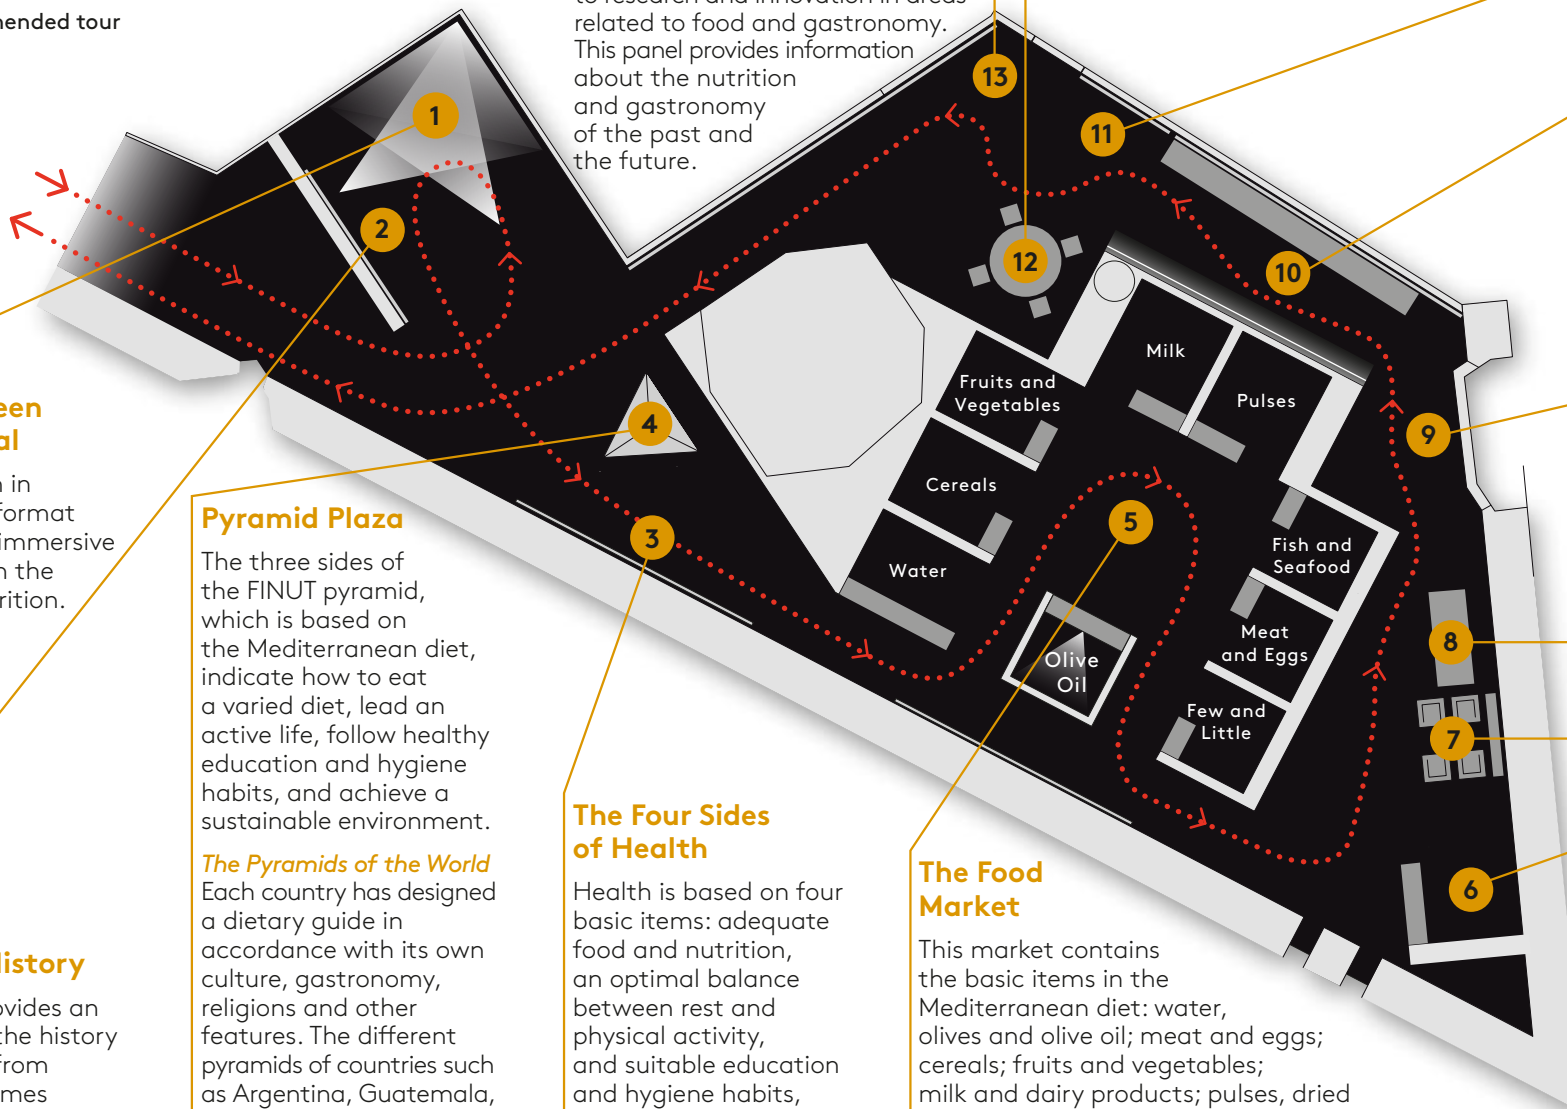 mended tour
to research and innovation in areas
related to food and gastronomy.
This panel provides information
about the nutrition
and gastronomy
of the past and
the future.
1
2
3
4
5
6
7
8
9
10
11
12
13
Milk
Pulses
Fruits and
Vegetables
Cereals
Water
Olive
Oil
Fish and
Seafood
Meat
and Eggs
Few and
Little
een
al
n in
format
immersive
n the
rition.
History
ovides an
the history
from
mes
Pyramid Plaza
The three sides of
the FINUT pyramid,
which is based on
the Mediterranean diet,
indicate how to eat
a varied diet, lead an
active life, follow healthy
education and hygiene
habits, and achieve a
sustainable environment.
The Pyramids of the World
Each country has designed
a dietary guide in
accordance with its own
culture, gastronomy,
religions and other
features. The different
pyramids of countries such
as Argentina, Guatemala,
The Four Sides
of Health
Health is based on four
basic items: adequate
food and nutrition,
an optimal balance
between rest and
physical activity,
and suitable education
and hygiene habits,
The Food
Market
This market contains
the basic items in the
Mediterranean diet: water,
olives and olive oil; meat and eggs;
cereals; fruits and vegetables;
milk and dairy products; pulses, dried